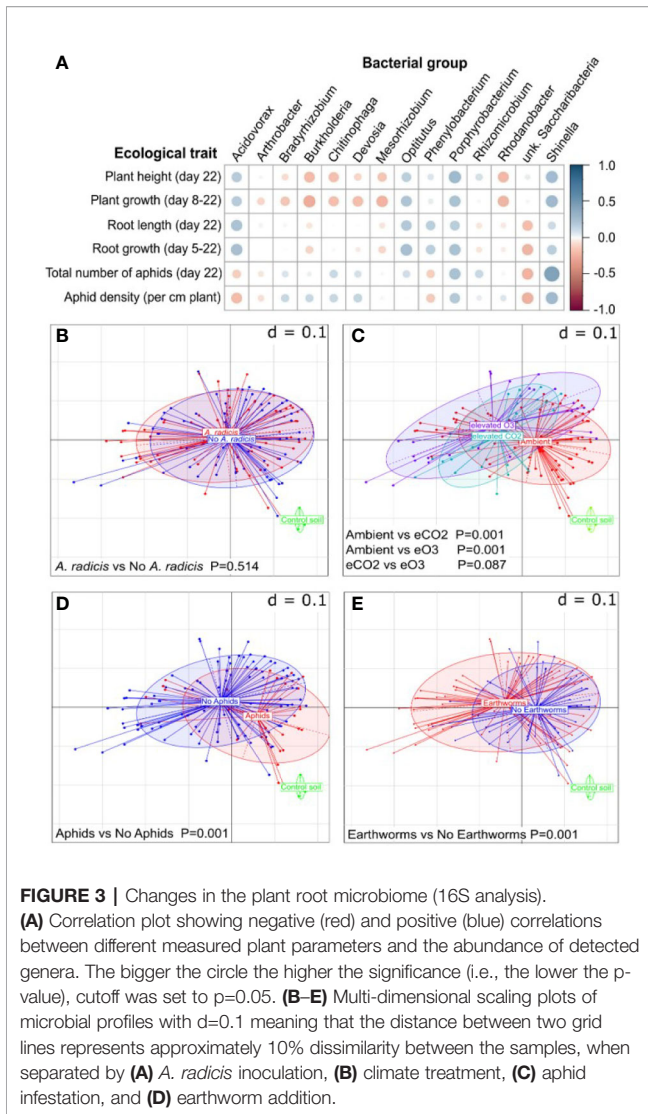 A
Bacterial group
Ecological trait
Acidovorax
Arthrobacter
Bradyrhizobium
Burkholderia
Chitinophaga
Devosia
Mesorhizobium
Optitutus
Phenylobacterium
Porphyrobacterium
Rhizomicrobium
Rhodanobacter
unk. Saccharibacteria
Shinella
Plant height (day 22)
Plant growth (day 8-22)
Root length (day 22)
Root growth (day 5-22)
Total number of aphids (day 22)
Aphid density (per cm plant)
1.0
0.5
0.0
-0.5
-1.0
B
d = 0.1
A. radicis
No A. radicis
Control soil
A. radicis vs No A. radicis P=0.514
C
d = 0.1
elevated O3
elevated CO2
Ambient
Control soil
Ambient vs eCO2 P=0.001
Ambient vs eO3 P=0.001
eCO2 vs eO3 P=0.087
D
d = 0.1
No Aphids
Aphids
Control soil
Aphids vs No Aphids P=0.001
E
d = 0.1
Earthworms
No Earthworms
Control soil
Earthworms vs No Earthworms P=0.001
FIGURE 3 | Changes in the plant root microbiome (16S analysis).
(A) Correlation plot showing negative (red) and positive (blue) correlations
between different measured plant parameters and the abundance of detected
genera. The bigger the circle the higher the significance (i.e., the lower the p-
value), cutoff was set to p=0.05. (B–E) Multi-dimensional scaling plots of
microbial profiles with d=0.1 meaning that the distance between two grid
lines represents approximately 10% dissimilarity between the samples, when
separated by (A) A. radicis inoculation, (B) climate treatment, (C) aphid
infestation, and (D) earthworm addition.